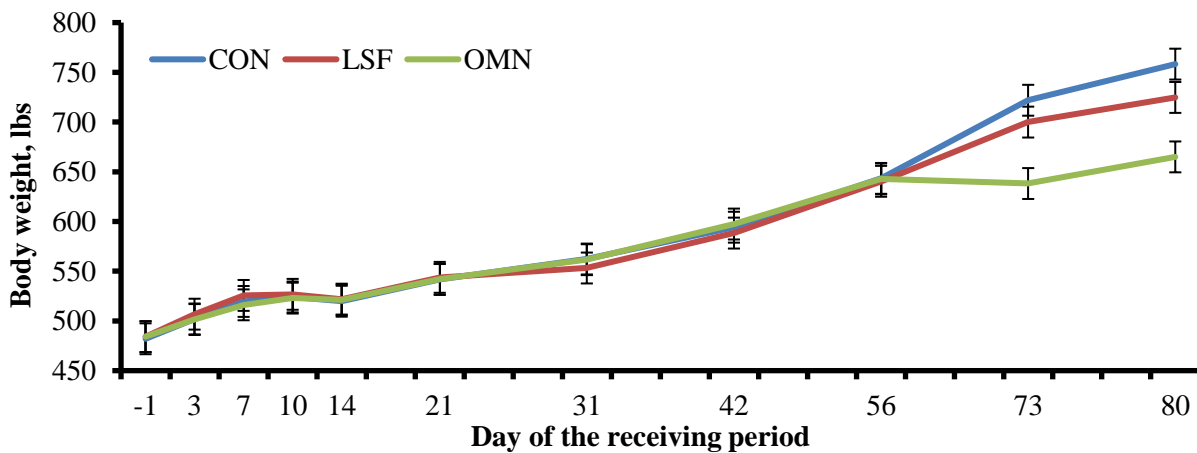 800
CON LSF OMN
750
700
650
600
550
500
450
Body weight, lbs
-1 3 7 10 14 21 31 42 56 73 80
Day of the receiving period